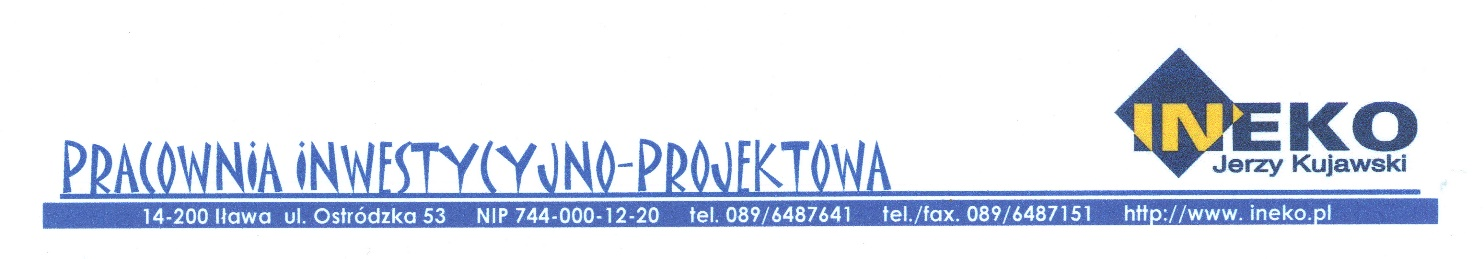 INEKO
Jerzy Kujawski
PRACOWNiA iNWESTYCYJNO-PROJEKTOWA
14-200 Iława ul. Ostródzka 53 NIP 744-000-12-20 tel. 089/6487641 tel./fax. 089/6487151 http://www. ineko.pl